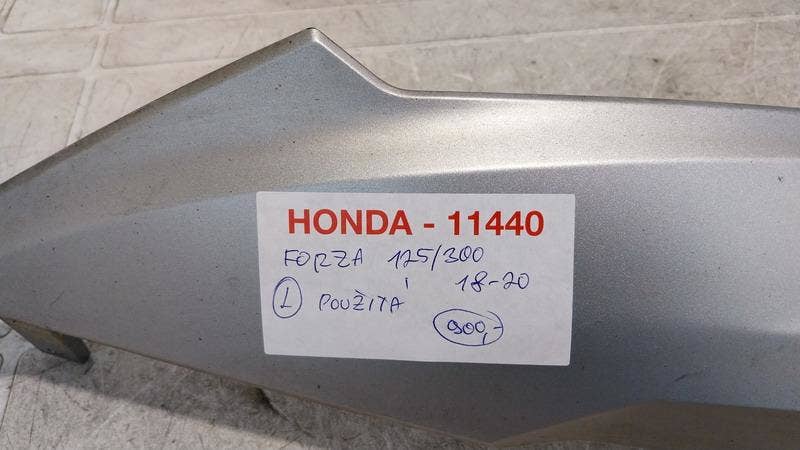 HONDA - 11440
FORZA 125/300
18-20
L POUŽITÁ
900,-